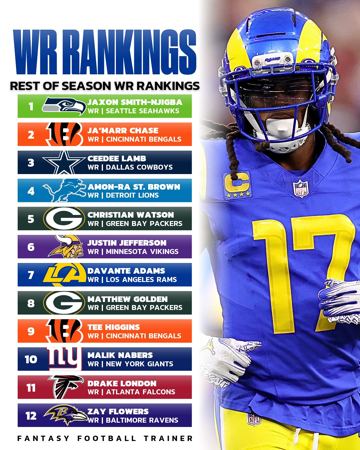 WR RANKINGS
REST OF SEASON WR RANKINGS
1 JAXON SMITH-NJIGBA
WR | SEATTLE SEAHAWKS
2 JA'MARR CHASE
WR | CINCINNATI BENGALS
3 CEEDEE LAMB
WR | DALLAS COWBOYS
4 AMON-RA ST. BROWN
WR | DETROIT LIONS
5 CHRISTIAN WATSON
WR | GREEN BAY PACKERS
6 JUSTIN JEFFERSON
WR | MINNESOTA VIKINGS
7 DAVANTE ADAMS
WR | LOS ANGELES RAMS
8 MATTHEW GOLDEN
WR | GREEN BAY PACKERS
9 TEE HIGGINS
WR | CINCINNATI BENGALS
10 MALIK NABERS
WR | NEW YORK GIANTS
11 DRAKE LONDON
WR | ATLANTA FALCONS
12 ZAY FLOWERS
WR | BALTIMORE RAVENS
FANTASY FOOTBALL TRAINER
17